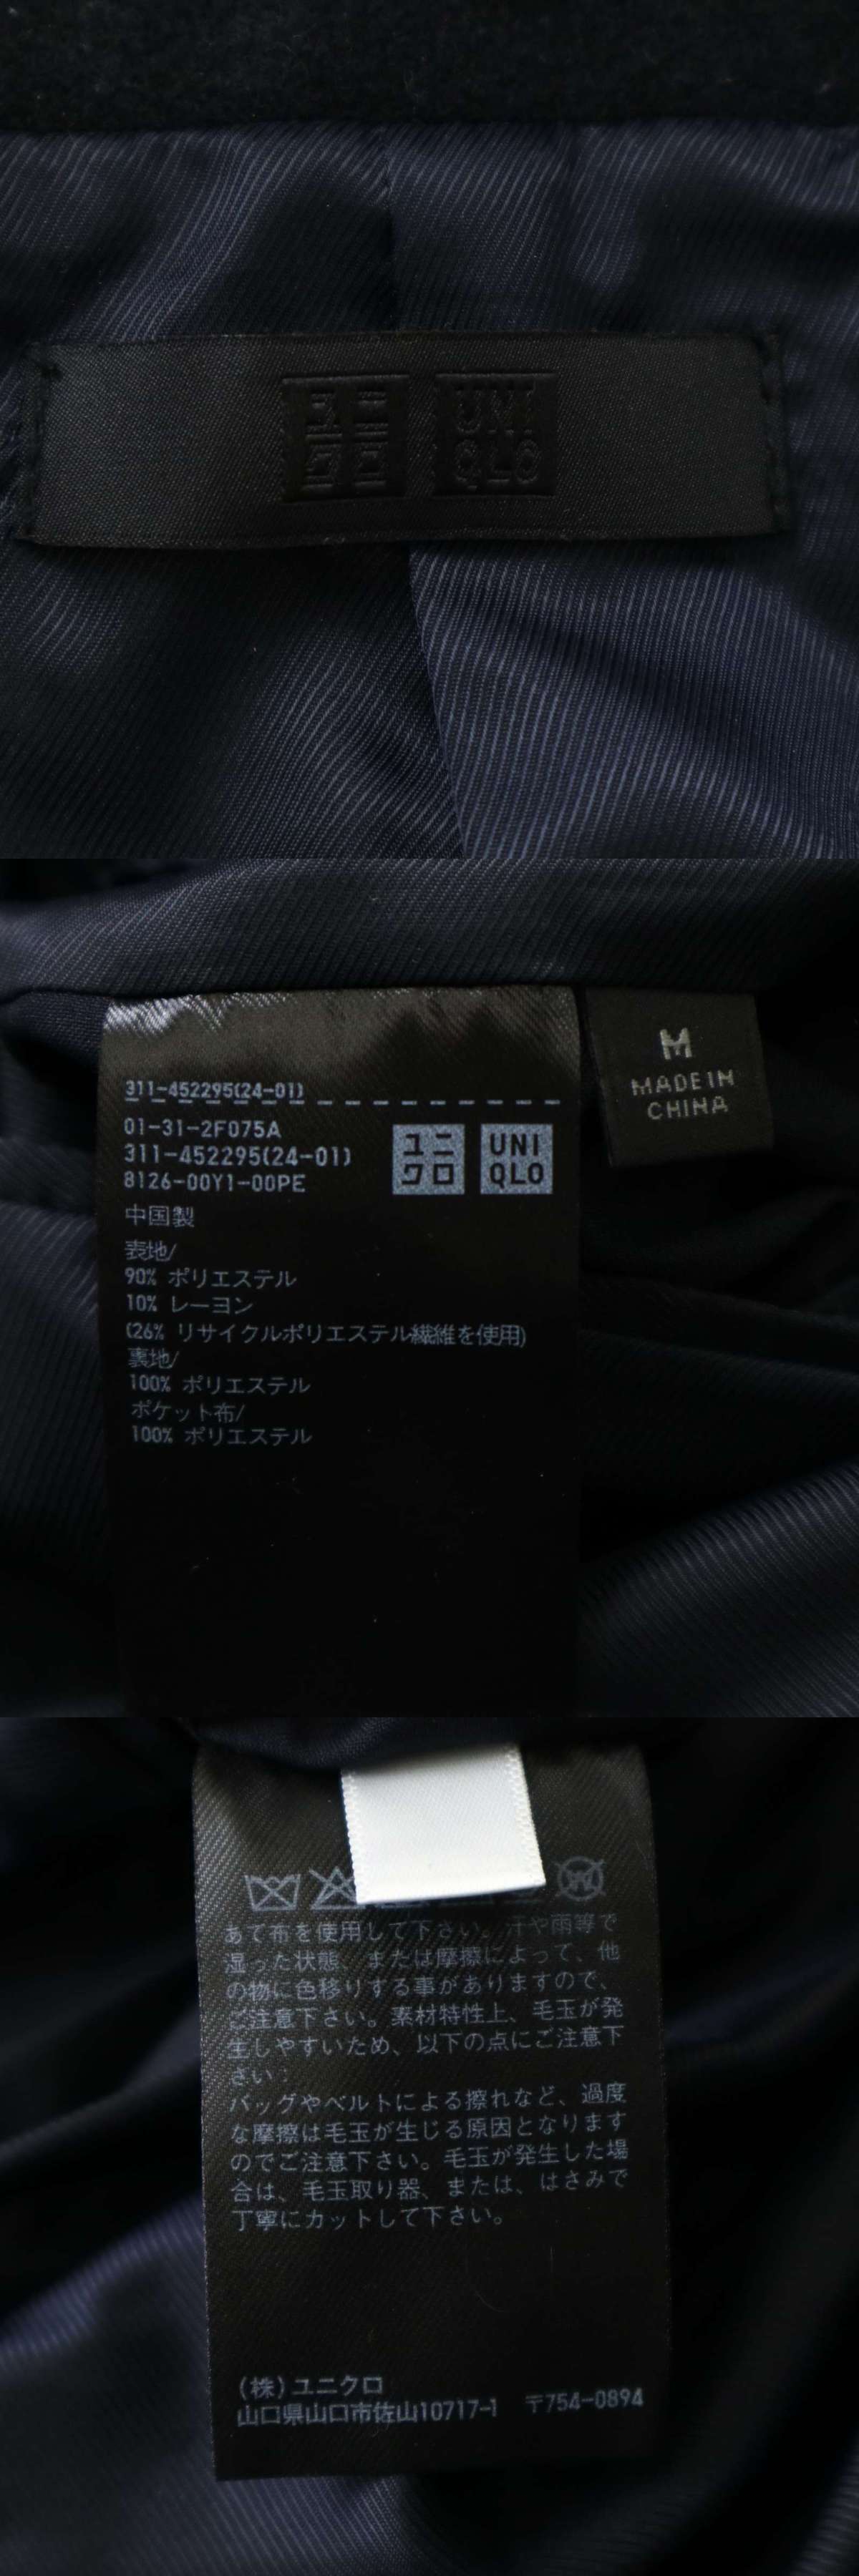 ユニ
クロ
UNI
QLO
311-452295(24-01)
01-31-2F075A
311-452295(24-01)
8126-00Y1-00PE
ユニ
クロ
UNI
QLO
M
MADE IN
CHINA
中国製
表地/
90% ポリエステル
10% レーヨン
(26% リサイクルポリエステル繊維を使用)
裏地/
100% ポリエステル
ポケット布/
100% ポリエステル
W
あて布を使用して下さい。汗や雨等で
湿った状態、または摩擦によって、他
の物に色移りする事がありますので、
ご注意下さい。素材特性上、毛玉が発
生しやすいため、以下の点にご注意下
さい:
バッグやベルトによる擦れなど、過度
な摩擦は毛玉が生じる原因となります
のでご注意下さい。毛玉が発生した場
合は、毛玉取り器、または、はさみで
丁寧にカットして下さい。
(株)ユニクロ
山口県山口市佐山10717-1 〒754-0894